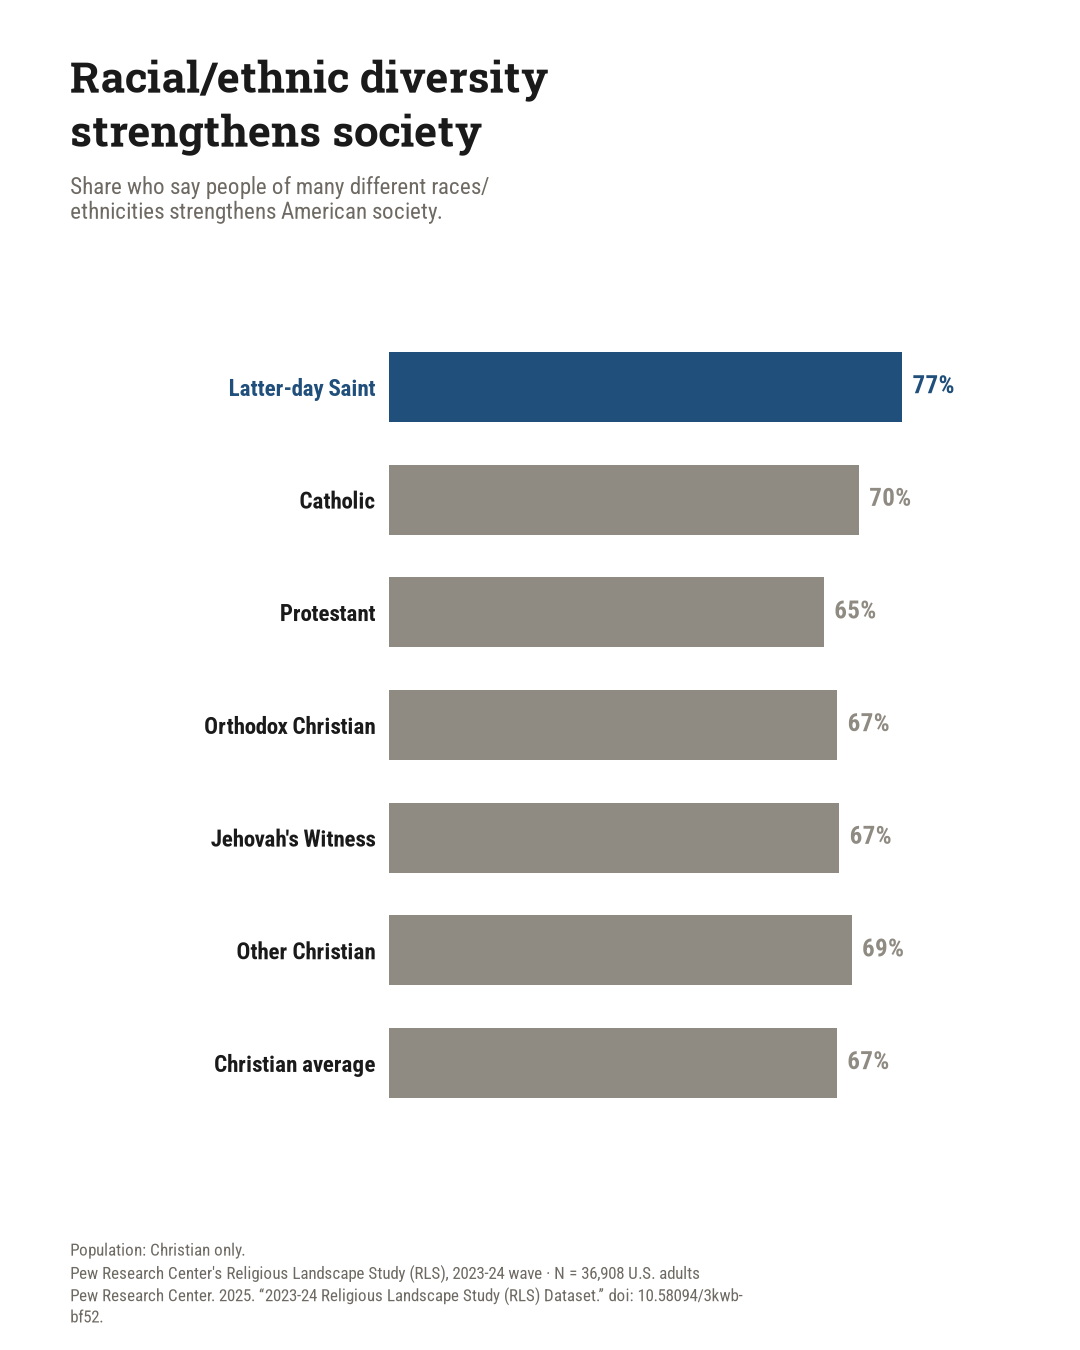 Racial/ethnic diversity
strengthens society
Share who say people of many different races/
ethnicities strengthens American society.
Latter-day Saint
77%
Catholic
70%
Protestant
65%
Orthodox Christian
67%
Jehovah's Witness
67%
Other Christian
69%
Christian average
67%
Population: Christian only.
Pew Research Center's Religious Landscape Study (RLS), 2023-24 wave · N = 36,908 U.S. adults
Pew Research Center. 2025. “2023-24 Religious Landscape Study (RLS) Dataset.” doi: 10.58094/3kwb-
bf52.